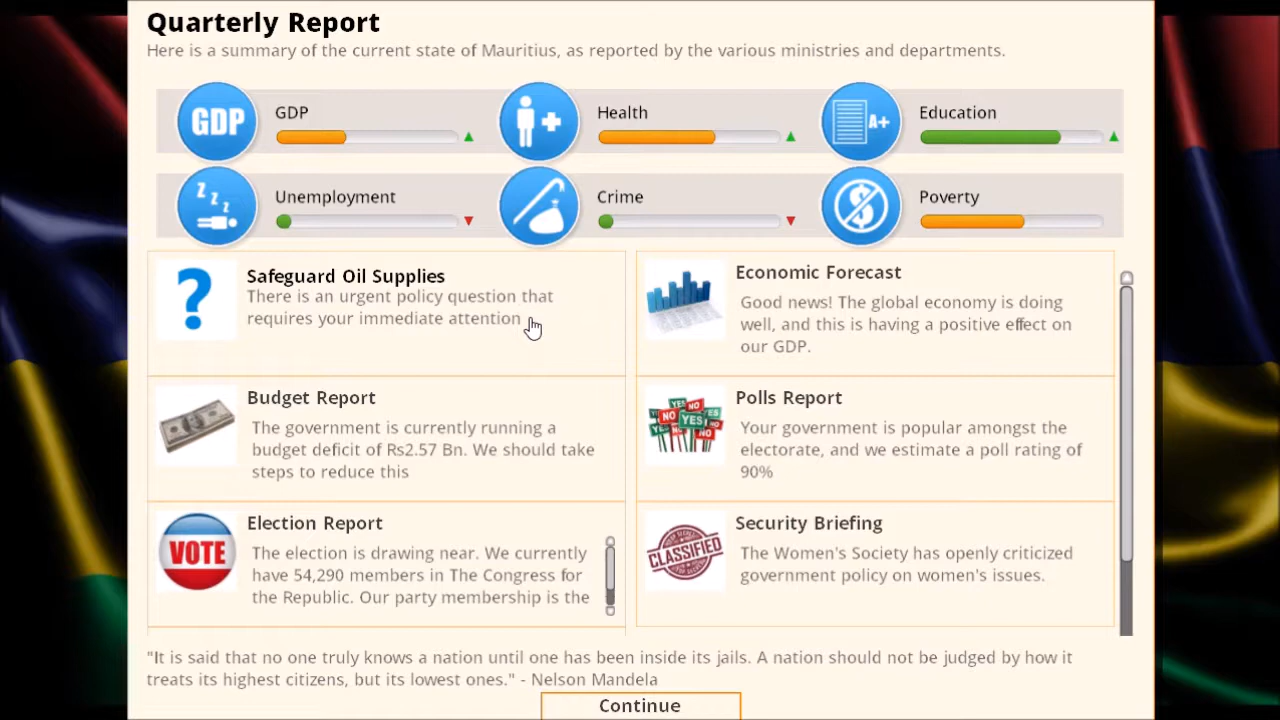 Quarterly Report
Here is a summary of the current state of Mauritius, as reported by the various ministries and departments.
GDP
GDP
Health
A+
Education
Z Z Z
Unemployment
Crime
$
Poverty
?
Safeguard Oil Supplies
There is an urgent policy question that
requires your immediate attention
Economic Forecast
Good news! The global economy is doing
well, and this is having a positive effect on
our GDP.
Budget Report
The government is currently running a
budget deficit of Rs2.57 Bn. We should take
steps to reduce this
YES NO
NO YES YES
NO
Polls Report
Your government is popular amongst the
electorate, and we estimate a poll rating of
90%
VOTE
Election Report
The election is drawing near. We currently
have 54,290 members in The Congress for
the Republic. Our party membership is the
CLASSIFIED
Security Briefing
The Women's Society has openly criticized
government policy on women's issues.
"It is said that no one truly knows a nation until one has been inside its jails. A nation should not be judged by how it
treats its highest citizens, but its lowest ones." - Nelson Mandela
Continue